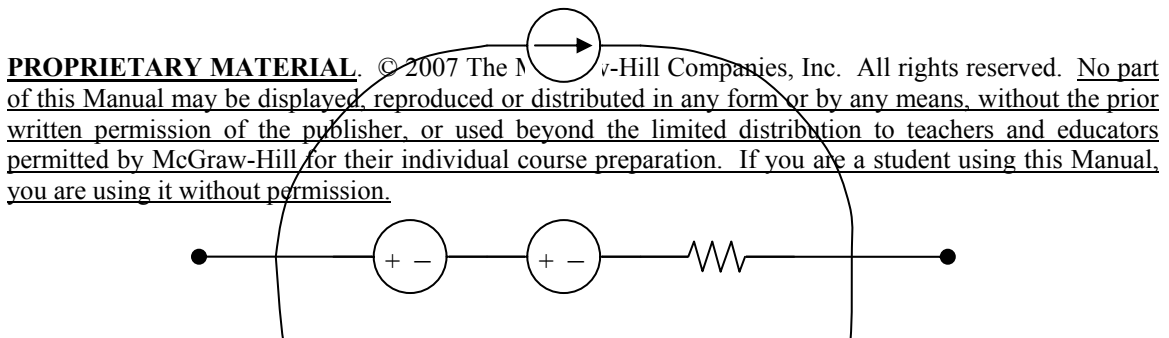 PROPRIETARY MATERIAL. © 2007 The M v-Hill Companies, Inc. All rights reserved. No part
of this Manual may be displayed, reproduced or distributed in any form or by any means, without the prior
written permission of the publisher, or used beyond the limited distribution to teachers and educators
permitted by McGraw-Hill for their individual course preparation. If you are a student using this Manual,
you are using it without permission.
+ – + –